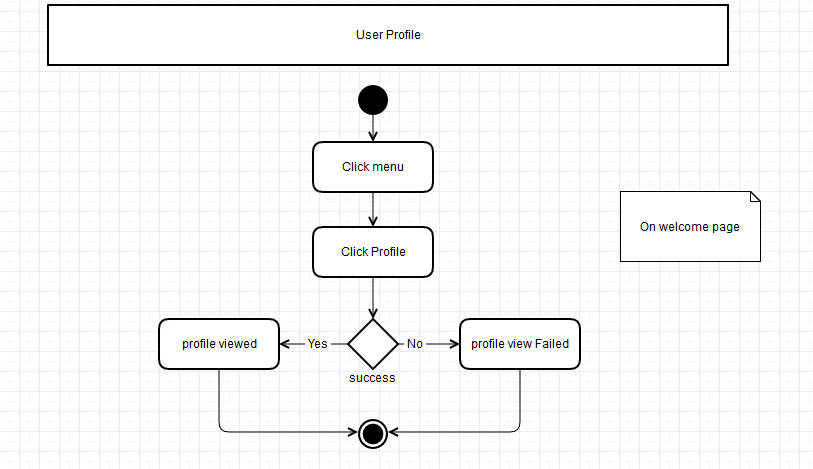 User Profile
Click menu
On welcome page
Click Profile
profile viewed
Yes
No
profile view Failed
success